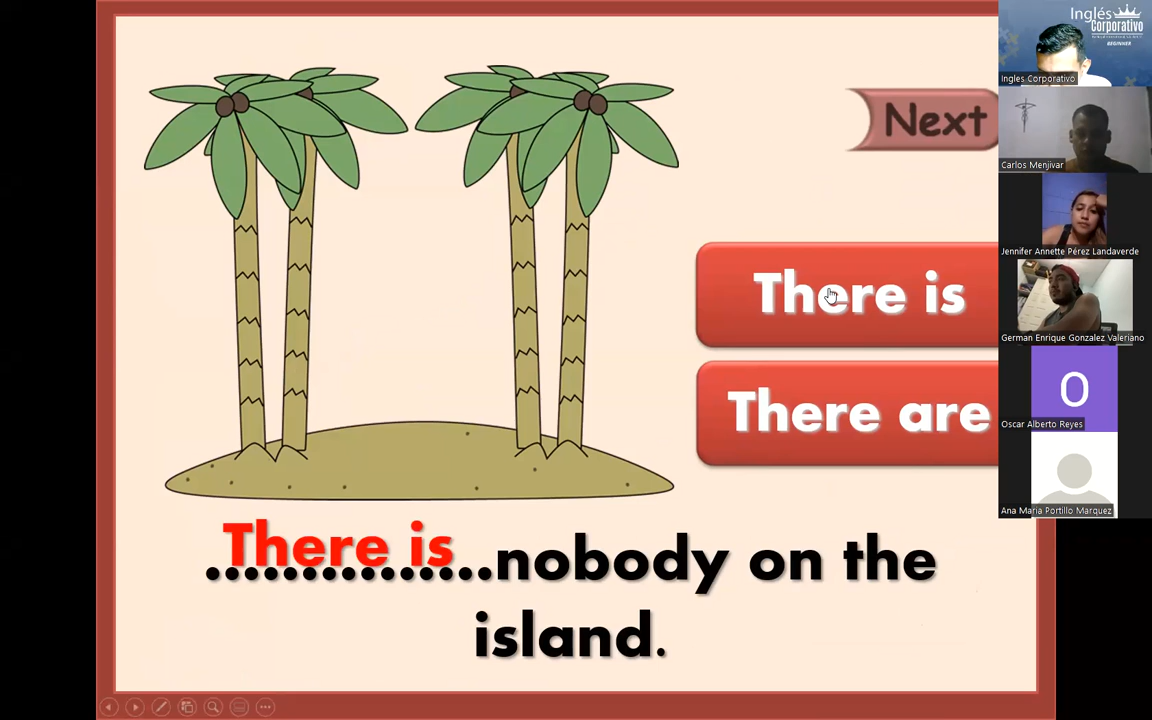 Next
There is
There are
There is
...............nobody on the
island.
Inglés
Corporativo
BEGINNER
Ingles Corporativo
Carlos Menjivar
Jennifer Annette Pérez Landaverde
German Enrique Gonzalez Valeriano
O
Oscar Alberto Reyes
Ana Maria Portillo Marquez